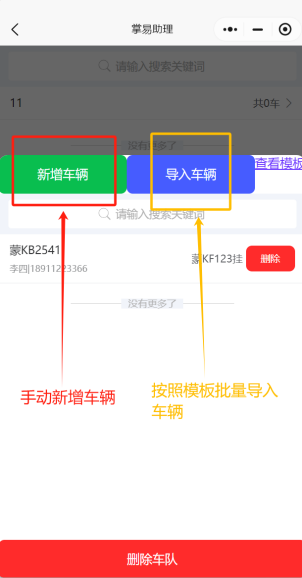 掌易助理
请输入搜索关键词
11
共0车
没有更多了
新增车辆
导入车辆
查看模板
请输入搜索关键词
蒙KB2541
蒙KF123挂
删除
李四|18911223366
没有更多了
手动新增车辆
按照模板批量导入
车辆
删除车队